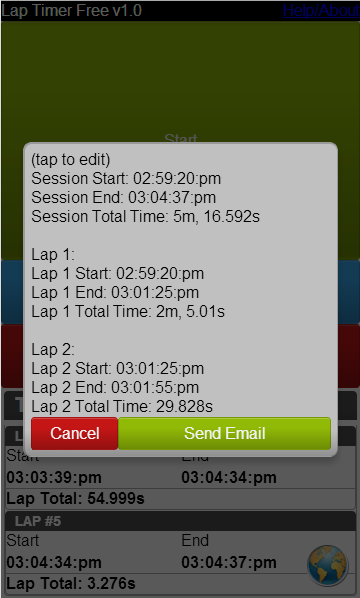 Lap Timer Free v1.0 Help/About
Start
(tap to edit)
Session Start: 02:59:20:pm
Session End: 03:04:37:pm
Session Total Time: 5m, 16.592s
Lap 1:
Lap 1 Start: 02:59:20:pm
Lap 1 End: 03:01:25:pm
Lap 1 Total Time: 2m, 5.01s
Lap 2:
Lap 2 Start: 03:01:25:pm
Lap 2 End: 03:01:55:pm
Lap 2 Total Time: 29.828s
Cancel Send Email
Start End
03:03:39:pm 03:04:34:pm
Lap Total: 54.999s
LAP #5
Start End
03:04:34:pm 03:04:37:pm
Lap Total: 3.276s